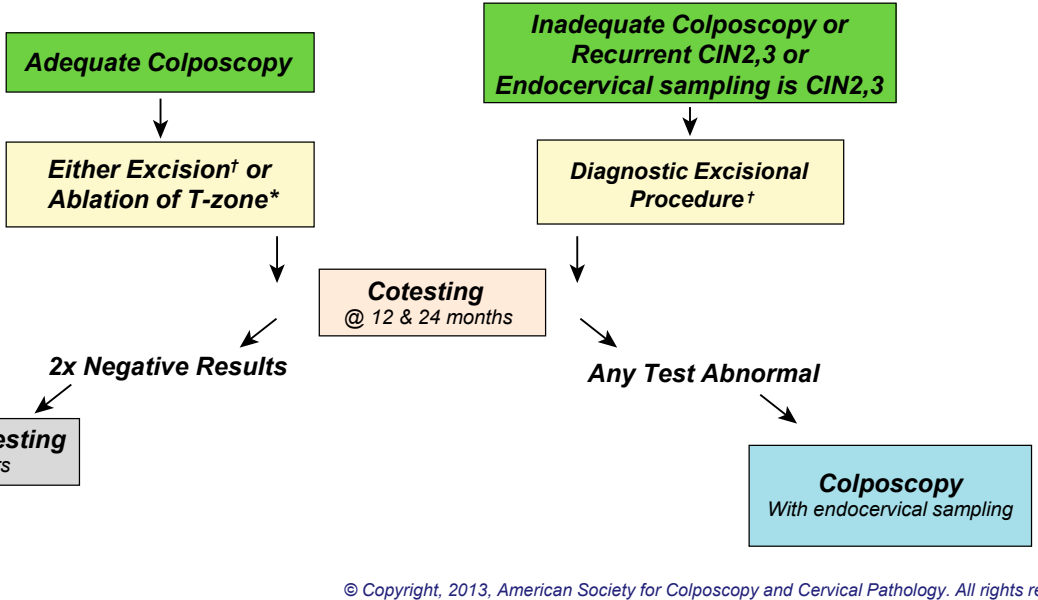 Adequate Colposcopy
Inadequate Colposcopy or
Recurrent CIN2,3 or
Endocervical sampling is CIN2,3
Either Excision† or
Ablation of T-zone*
Diagnostic Excisional
Procedure†
Cotesting
@ 12 & 24 months
2x Negative Results
Any Test Abnormal
esting
Colposcopy
With endocervical sampling
© Copyright, 2013, American Society for Colposcopy and Cervical Pathology. All rights re